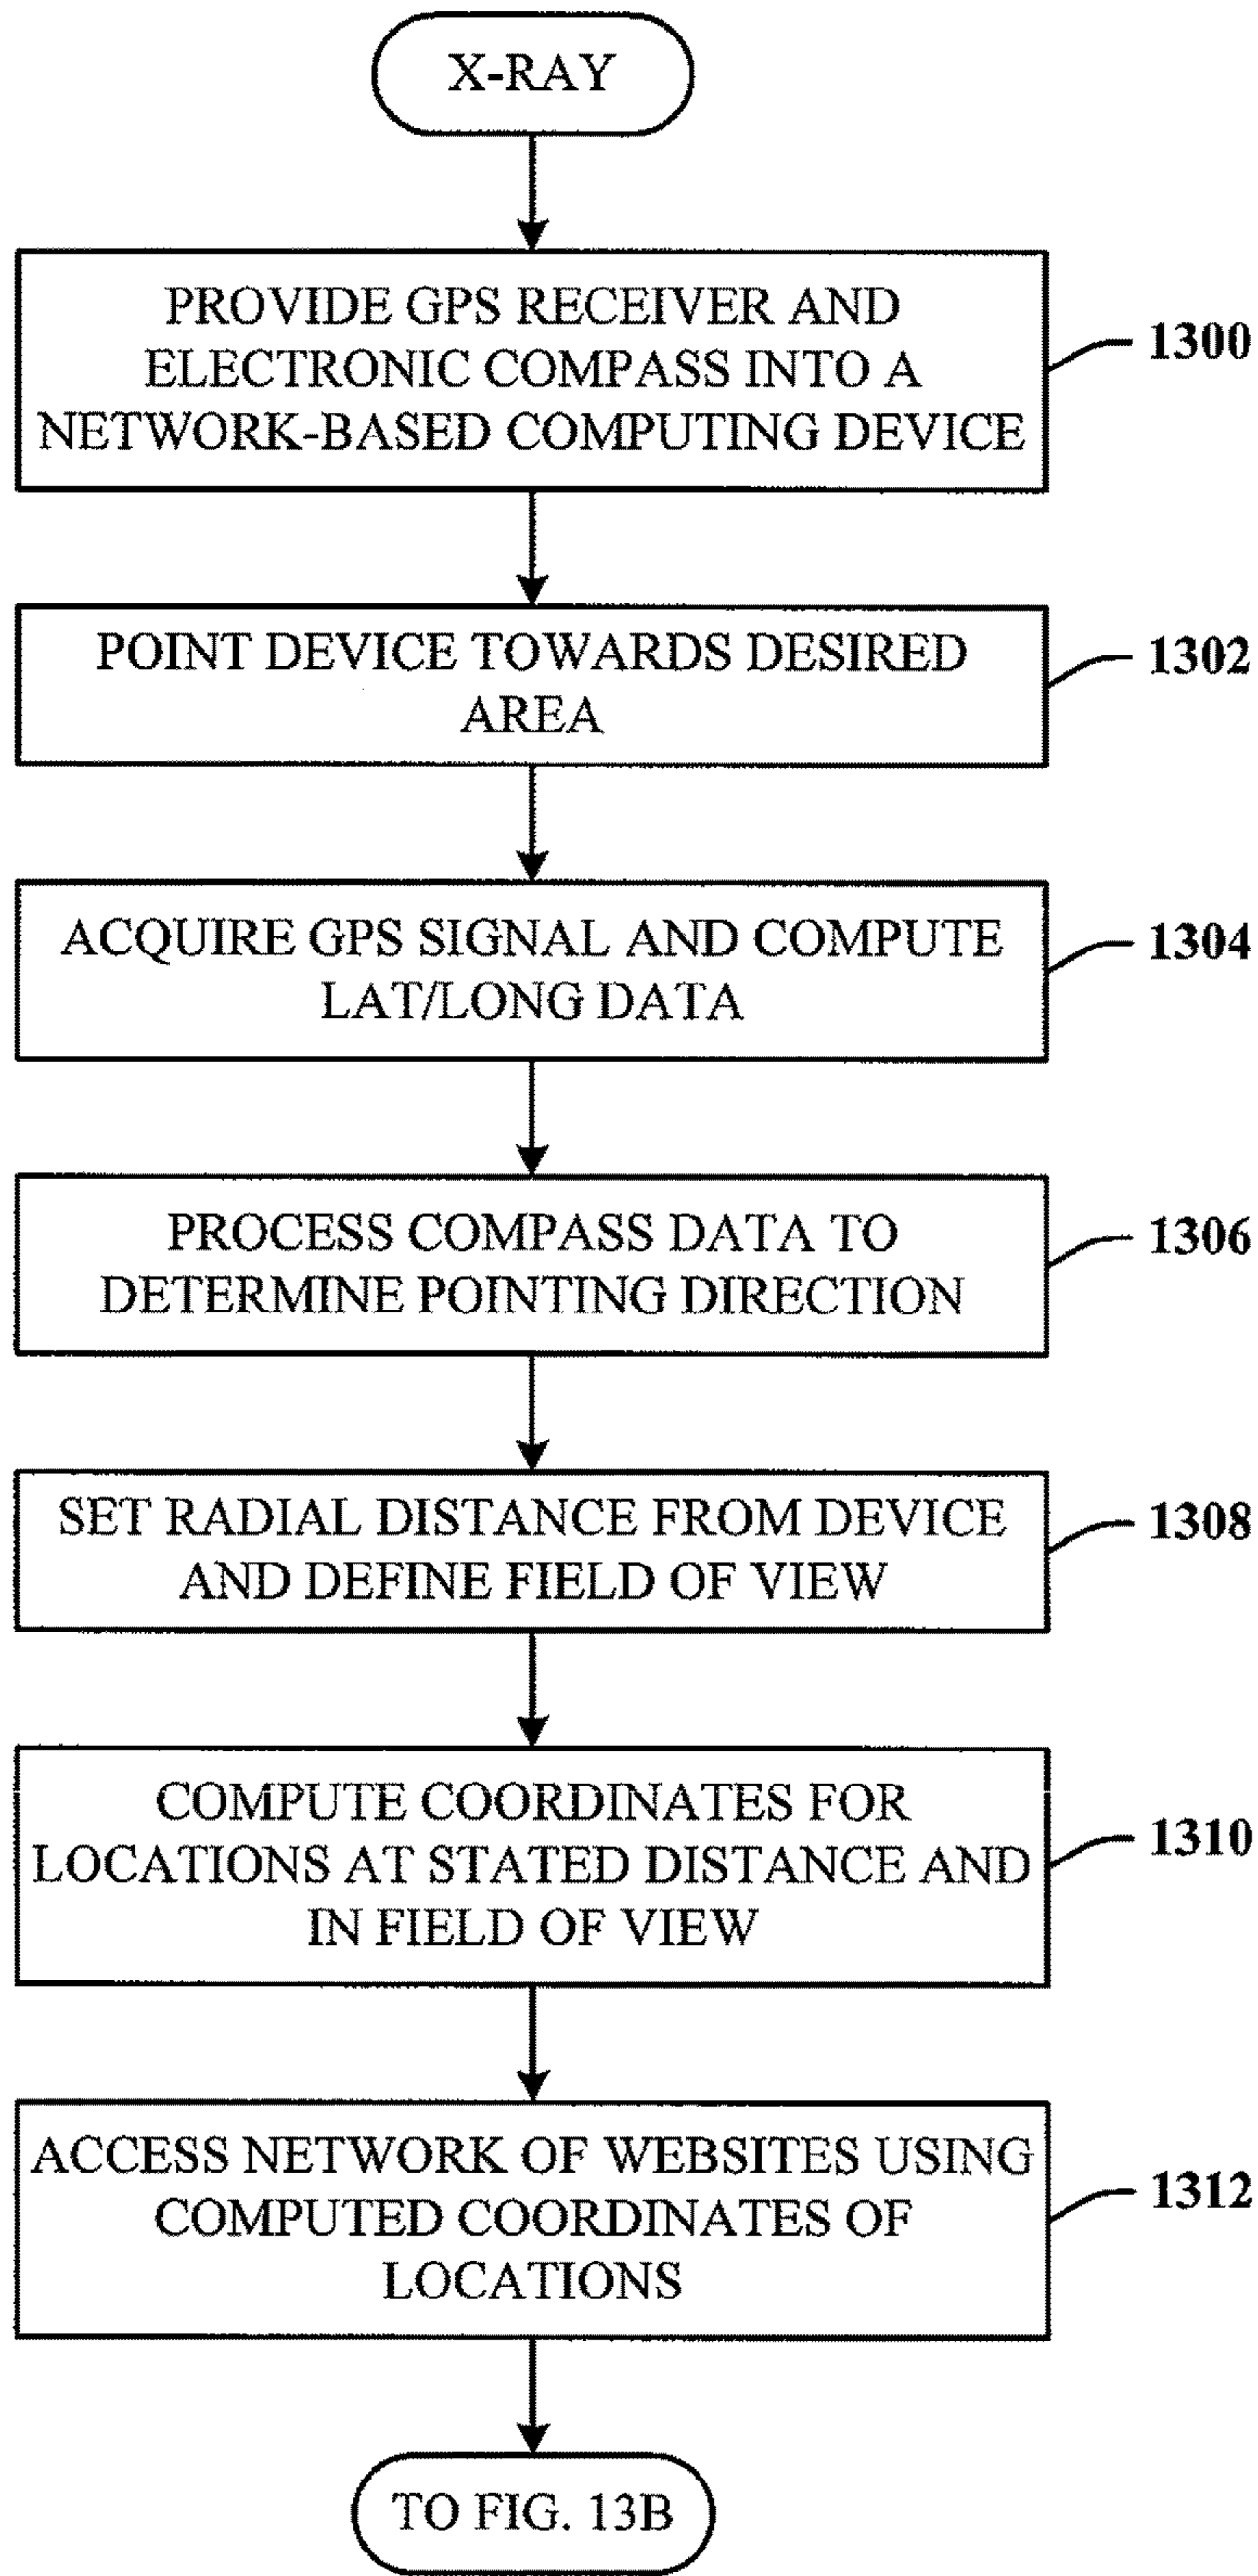 X-RAY
PROVIDE GPS RECEIVER AND
ELECTRONIC COMPASS INTO A
NETWORK-BASED COMPUTING DEVICE
1300
POINT DEVICE TOWARDS DESIRED
AREA
1302
ACQUIRE GPS SIGNAL AND COMPUTE
LAT/LONG DATA
1304
PROCESS COMPASS DATA TO
DETERMINE POINTING DIRECTION
1306
SET RADIAL DISTANCE FROM DEVICE
AND DEFINE FIELD OF VIEW
1308
COMPUTE COORDINATES FOR
LOCATIONS AT STATED DISTANCE AND
IN FIELD OF VIEW
1310
ACCESS NETWORK OF WEBSITES USING
COMPUTED COORDINATES OF
LOCATIONS
1312
TO FIG. 13B